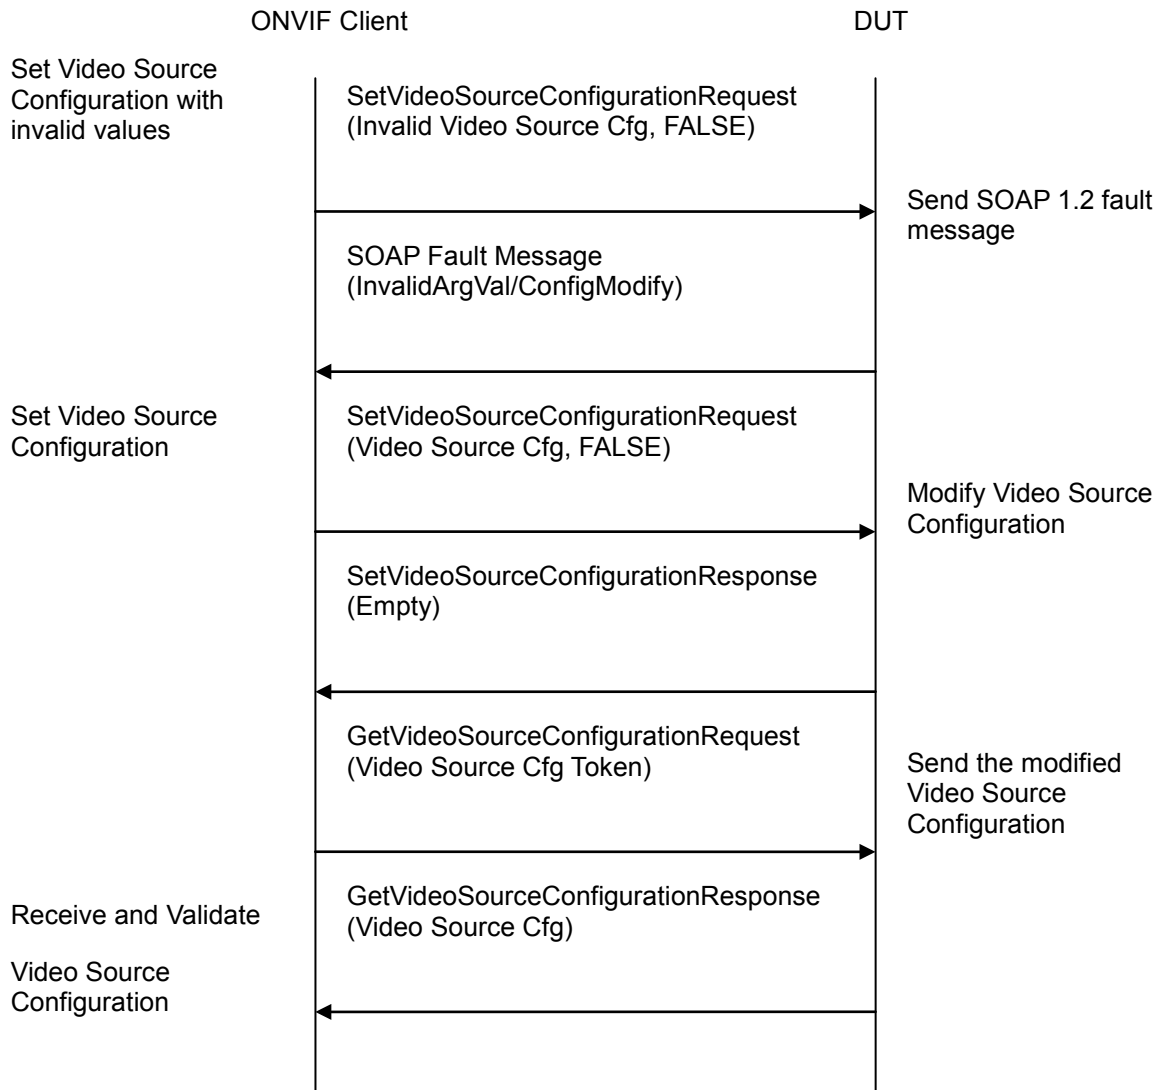 ONVIF Client
DUT
Set Video Source
Configuration with
invalid values
SetVideoSourceConfigurationRequest
(Invalid Video Source Cfg, FALSE)
Send SOAP 1.2 fault
message
SOAP Fault Message
(InvalidArgVal/ConfigModify)
Set Video Source
Configuration
SetVideoSourceConfigurationRequest
(Video Source Cfg, FALSE)
Modify Video Source
Configuration
SetVideoSourceConfigurationResponse
(Empty)
GetVideoSourceConfigurationRequest
(Video Source Cfg Token)
Send the modified
Video Source
Configuration
Receive and Validate
Video Source
Configuration
GetVideoSourceConfigurationResponse
(Video Source Cfg)